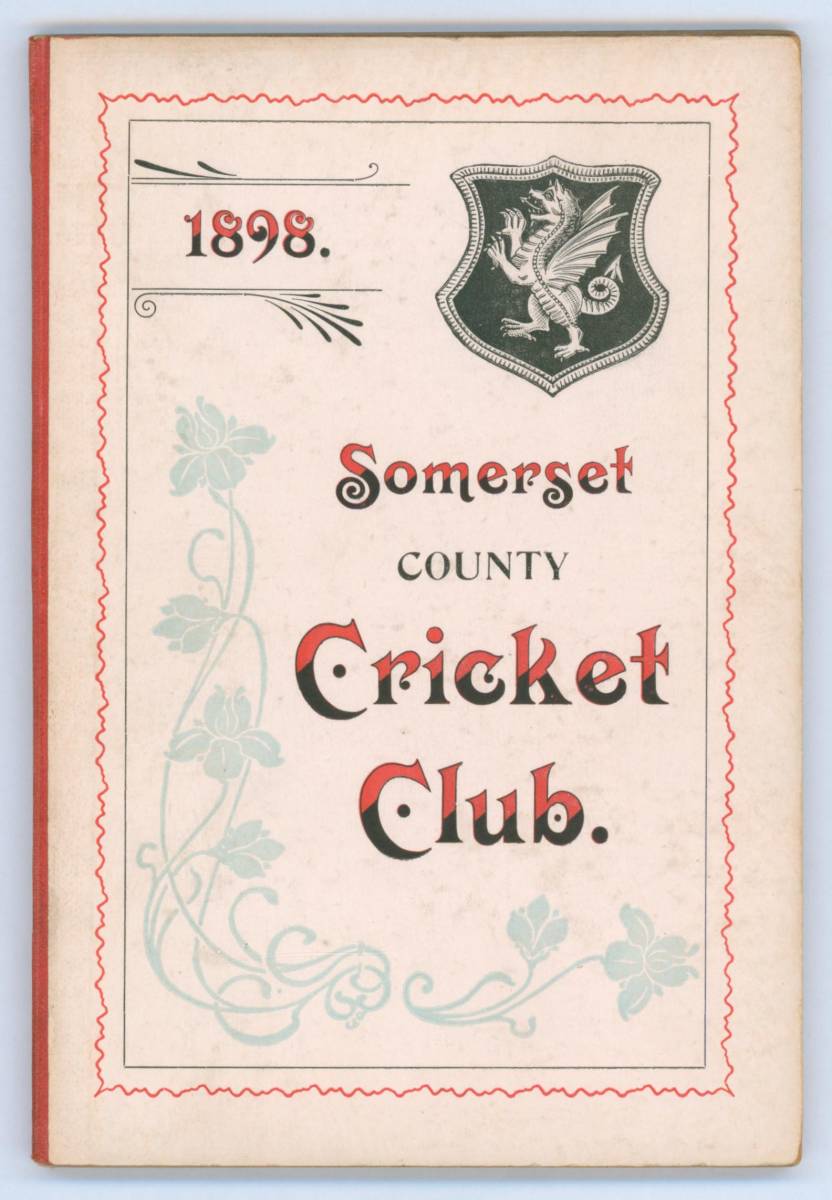 1898.
Somerset
COUNTY
Cricket
Club.